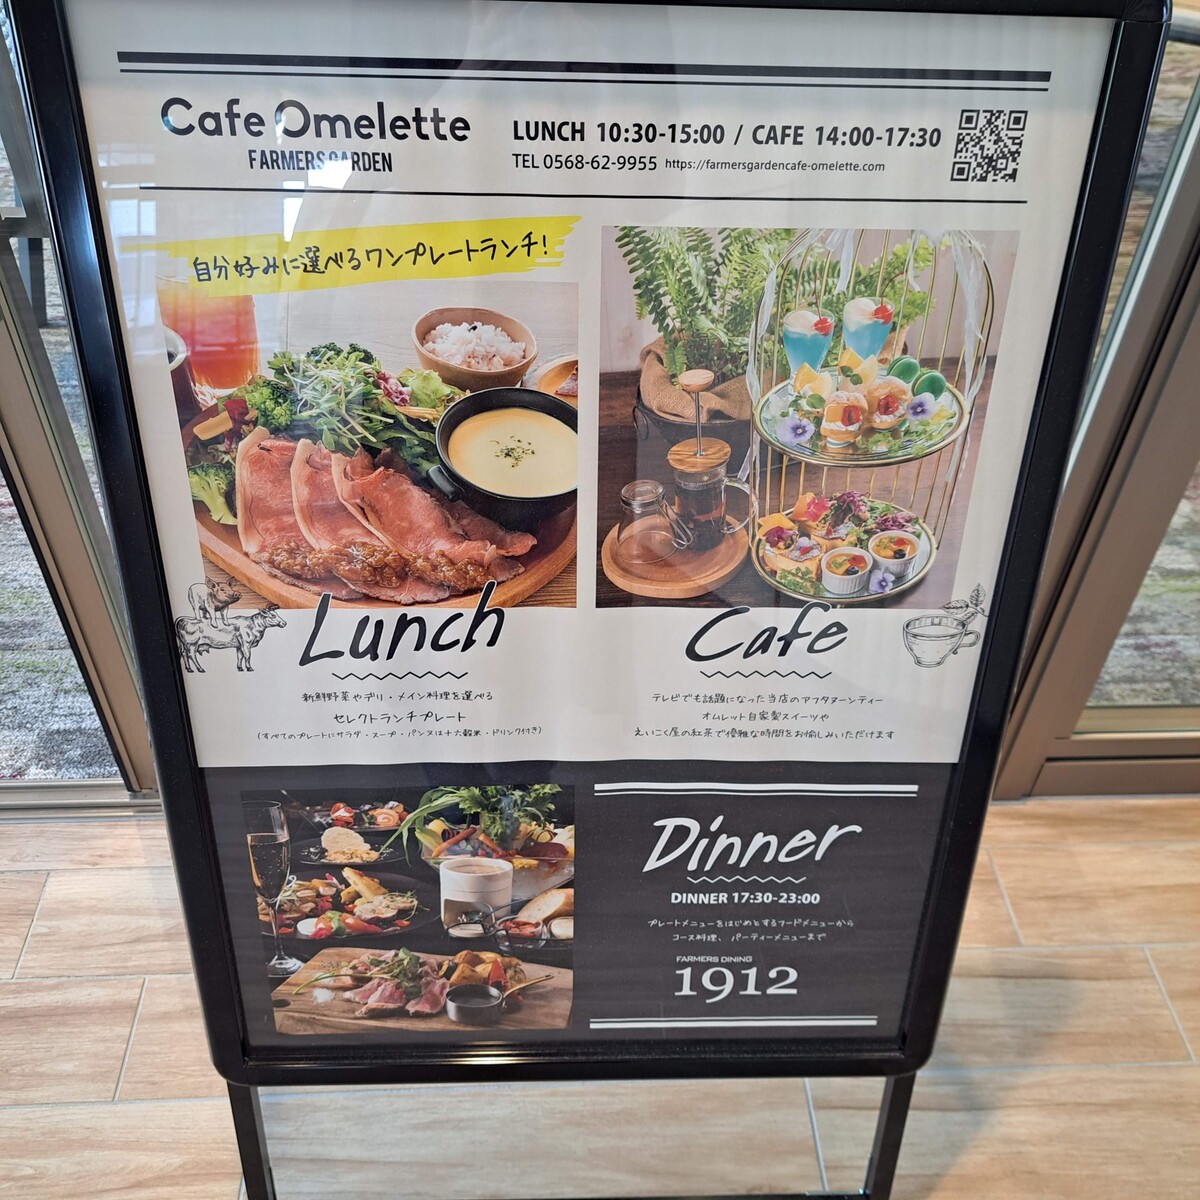 Cafe Omelette
FARMERS GARDEN
LUNCH 10:30-15:00 / CAFE 14:00-17:30
TEL 0568-62-9955 https://farmersgardencafe-omelette.com
自分好みに選べるワンプレートランチ!
Lunch
新鮮野菜やデリ・メイン料理を選べる
セレクトランチプレート
(すべてのプレートにサラダ・スープ・パンヌは十六穀米・ドリンク付き)
Cafe
テレビでも話題になった当店のアフタヌーンティー
オムレット自家製スイーツや
えいこく屋の紅茶で優雅な時間をお愉しみいただけます
Dinner
DINNER 17:30-23:00
プレートメニューをはじめとするフードメニューから
コース料理、パーティーメニューまで
FARMERS DINING
1912